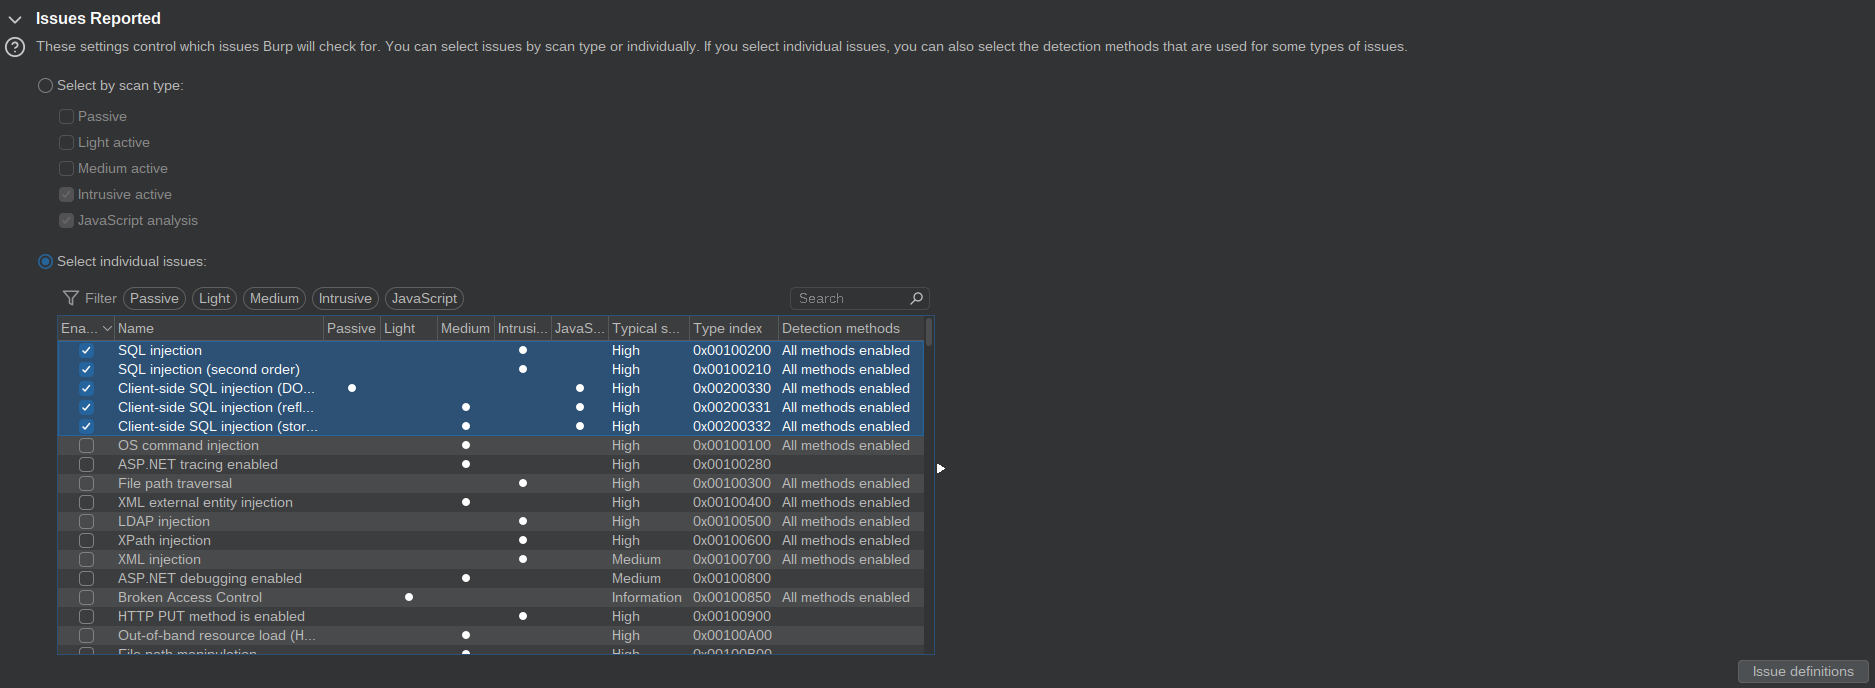 Issues Reported
These settings control which issues Burp will check for. You can select issues by scan type or individually. If you select individual issues, you can also select the detection methods that are used for some types of issues.
Select by scan type:
Passive
Light active
Medium active
Intrusive active
JavaScript analysis
Select individual issues:
Filter Passive Light Medium Intrusive JavaScript Search
Ena... Name Passive Light Medium Intrusi... JavaS... Typical s... Type index Detection methods
SQL injection High 0x00100200 All methods enabled
SQL injection (second order) High 0x00100210 All methods enabled
Client-side SQL injection (DO... High 0x00200330 All methods enabled
Client-side SQL injection (refl... High 0x00200331 All methods enabled
Client-side SQL injection (stor... High 0x00200332 All methods enabled
OS command injection High 0x00100100 All methods enabled
ASP.NET tracing enabled High 0x00100280
File path traversal High 0x00100300 All methods enabled
XML external entity injection High 0x00100400 All methods enabled
LDAP injection High 0x00100500 All methods enabled
XPath injection High 0x00100600 All methods enabled
XML injection Medium 0x00100700 All methods enabled
ASP.NET debugging enabled Medium 0x00100800
Broken Access Control Information 0x00100850 All methods enabled
HTTP PUT method is enabled High 0x00100900
Out-of-band resource load (H... High 0x00100A00
File path manipulation High 0x00100B00
Issue definitions